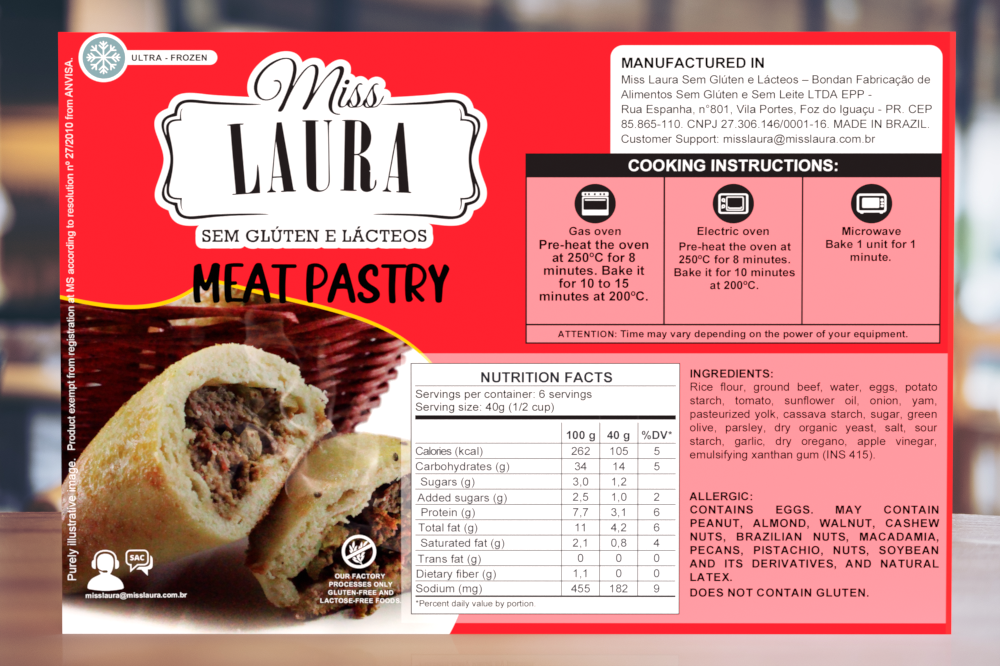 ULTRA - FROZEN
Miss
LAURA
SEM GLÚTEN E LÁCTEOS
MEAT PASTRY
Purely illustrative image. Product exempt from registration at MS according to resolution nº 27/2010 from ANVISA.
MANUFACTURED IN
Miss Laura Sem Glúten e Lácteos – Bondan Fabricação de
Alimentos Sem Glúten e Sem Leite LTDA EPP -
Rua Espanha, n°801, Vila Portes, Foz do Iguaçu - PR. CEP
85.865-110. CNPJ 27.306.146/0001-16. MADE IN BRAZIL.
Customer Support: misslaura@misslaura.com.br
COOKING INSTRUCTIONS:
Gas oven
Pre-heat the oven
at 250ºC for 8
minutes. Bake it
for 10 to 15
minutes at 200ºC.
Electric oven
Pre-heat the oven at
250ºC for 8 minutes.
Bake it for 10 minutes
at 200ºC.
Microwave
Bake 1 unit for 1
minute.
ATTENTION: Time may vary depending on the power of your equipment.
NUTRITION FACTS
Servings per container: 6 servings
Serving size: 40g (1/2 cup)
100 g 40 g %DV*
Calories (kcal) 262 105 5
Carbohydrates (g) 34 14 5
Sugars (g) 3,0 1,2
Added sugars (g) 2,5 1,0 2
Protein (g) 7,7 3,1 6
Total fat (g) 11 4,2 6
Saturated fat (g) 2,1 0,8 4
Trans fat (g) 0 0 0
Dietary fiber (g) 1,1 0 0
Sodium (mg) 455 182 9
*Percent daily value by portion
INGREDIENTS:
Rice flour, ground beef, water, eggs, potato
starch, tomato, sunflower oil, onion, yam,
pasteurized yolk, cassava starch, sugar, green
olive, parsley, dry organic yeast, salt, sour
starch, garlic, dry oregano, apple vinegar,
emulsifying xanthan gum (INS 415).
ALLERGIC:
CONTAINS EGGS. MAY CONTAIN
PEANUT, ALMOND, WALNUT, CASHEW
NUTS, BRAZILIAN NUTS, MACADAMIA,
PECANS, PISTACHIO, NUTS, SOYBEAN
AND ITS DERIVATIVES, AND NATURAL
LATEX.
DOES NOT CONTAIN GLUTEN.
SAC
misslaura@misslaura.com.br
OUR FACTORY
PROCESSES ONLY
GLUTEN-FREE AND
LACTOSE-FREE FOODS.